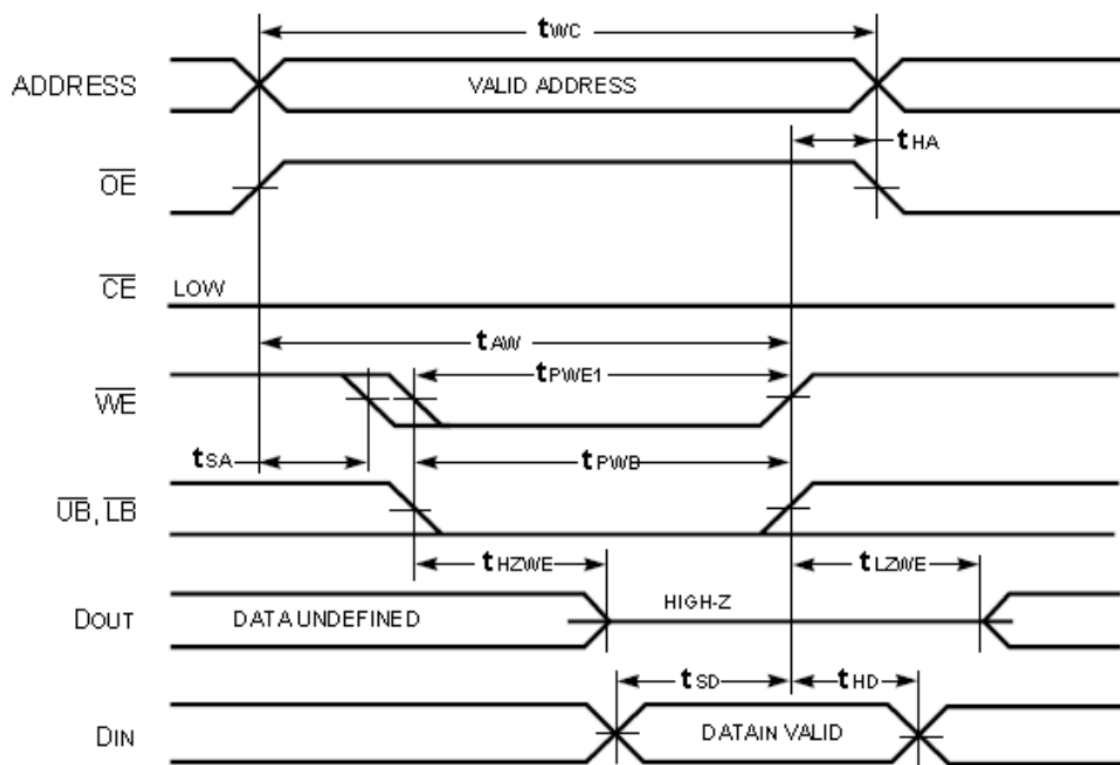 tWC
ADDRESS VALID ADDRESS
tHA
OE
CE LOW
tAW
tPWE1
WE
tSA tPWB
UB, LB
tHZWE tLZWE
DOUT DATA UNDEFINED HIGH-Z
tSD tHD
DIN DATAIN VALID